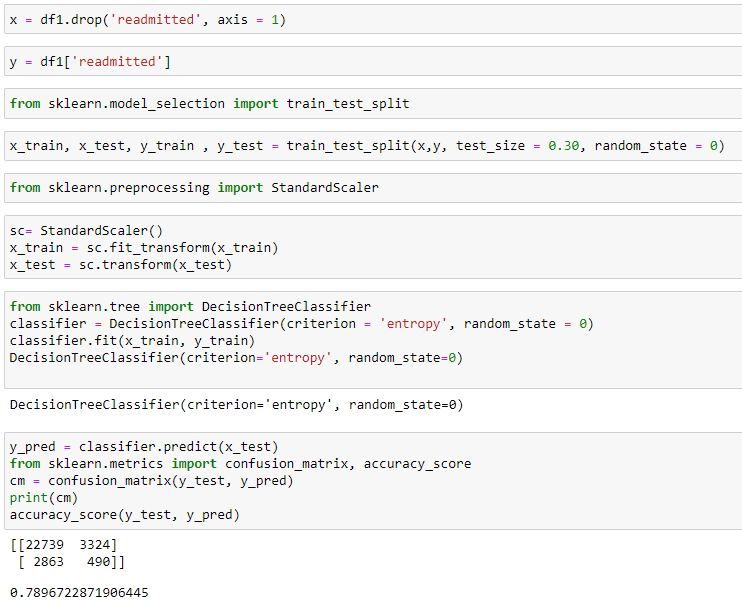 x = df1.drop('readmitted', axis = 1)
y = df1['readmitted']
from sklearn.model_selection import train_test_split
x_train, x_test, y_train , y_test = train_test_split(x,y, test_size = 0.30, random_state = 0)
from sklearn.preprocessing import StandardScaler
sc= StandardScaler()
x_train = sc.fit_transform(x_train)
x_test = sc.transform(x_test)
from sklearn.tree import DecisionTreeClassifier
classifier = DecisionTreeClassifier(criterion = 'entropy', random_state = 0)
classifier.fit(x_train, y_train)
DecisionTreeClassifier(criterion='entropy', random_state=0)
DecisionTreeClassifier(criterion='entropy', random_state=0)
y_pred = classifier.predict(x_test)
from sklearn.metrics import confusion_matrix, accuracy_score
cm = confusion_matrix(y_test, y_pred)
print(cm)
accuracy_score(y_test, y_pred)
[[22739  3324]
 [ 2863   490]]
0.7896722871906445